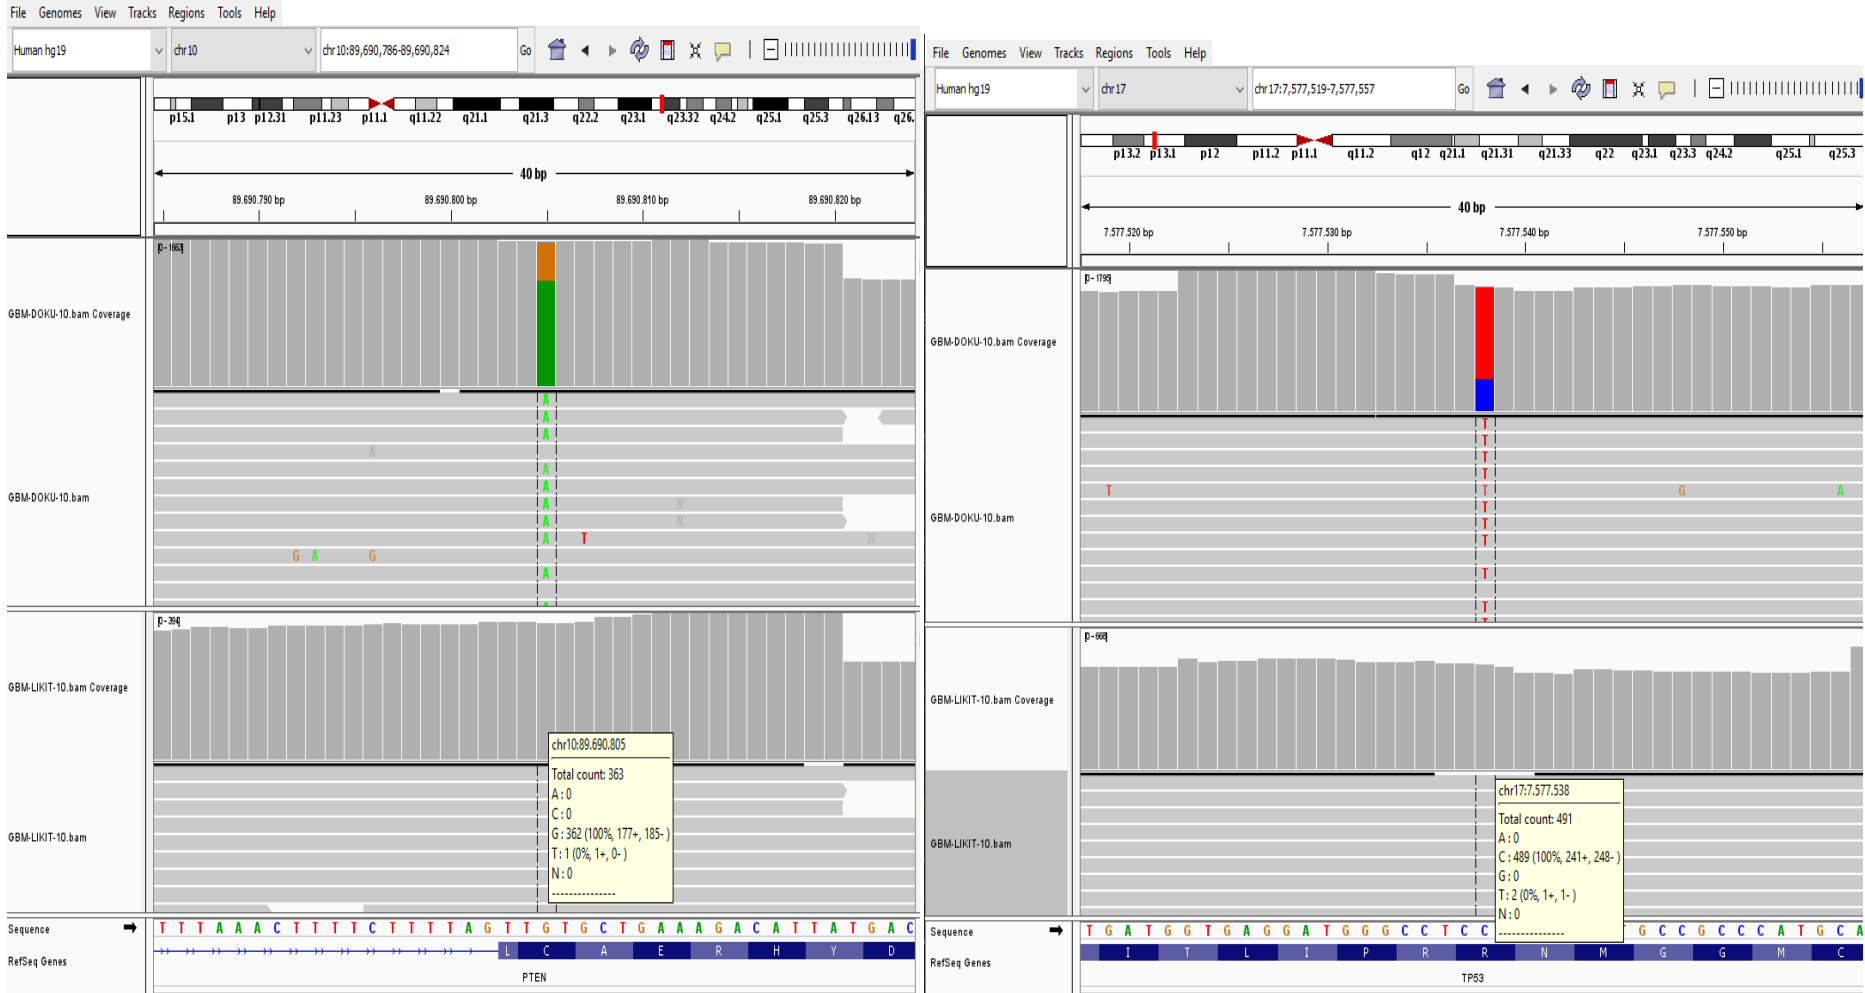 File Genomes View Tracks Regions Tools Help
Human hg19 chr10 chr10:89,690,786-89,690,824 Go
p15.1 p13 p12.31 p11.23 p11.1 q11.22 q21.1 q21.3 q22.2 q23.1 q23.32 q24.2 q25.1 q25.3 q26.13 q26.
40 bp
89.690.790 bp 89.690.800 bp 89.690.810 bp 89.690.820 bp
[0-1663]
GBM-DOKU-10.bam Coverage
A
A
A
A
A
A
GBM-DOKU-10.bam
A N
A N
A T N
G A G
A
[0-394]
GBM-LIKIT-10.bam Coverage
chr10:89.690.805
Total count: 363
A : 0
C : 0
G : 362 (100%, 177+, 185- )
T : 1 (0%, 1+, 0- )
N : 0
---------------
GBM-LIKIT-10.bam
Sequence T T T A A A C T T T T C T T T T A G T T G T G C T G A A A G A C A T T A T G A C
RefSeq Genes L C A E R H Y D
PTEN
File Genomes View Tracks Regions Tools Help
Human hg19 chr17 chr17:7,577,519-7,577,557 Go
p13.2 p13.1 p12 p11.2 p11.1 q11.2 q12 q21.1 q21.31 q21.33 q22 q23.1 q23.3 q24.2 q25.1 q25.3
40 bp
7.577.520 bp 7.577.530 bp 7.577.540 bp 7.577.550 bp
[0-1795]
GBM-DOKU-10.bam Coverage
T
T
T
T
T T G A
T
GBM-DOKU-10.bam
T
T
T
T
T
[0-668]
GBM-LIKIT-10.bam Coverage
chr17:7.577.538
Total count: 491
A : 0
C : 489 (100%, 241+, 248- )
G : 0
T : 2 (0%, 1+, 1- )
N : 0
---------------
GBM-LIKIT-10.bam
Sequence T G A T G G T G A G G A T G G G C C T C C G C C G C C C A T G C A
RefSeq Genes I T L I P R R N M G G M C
TP53